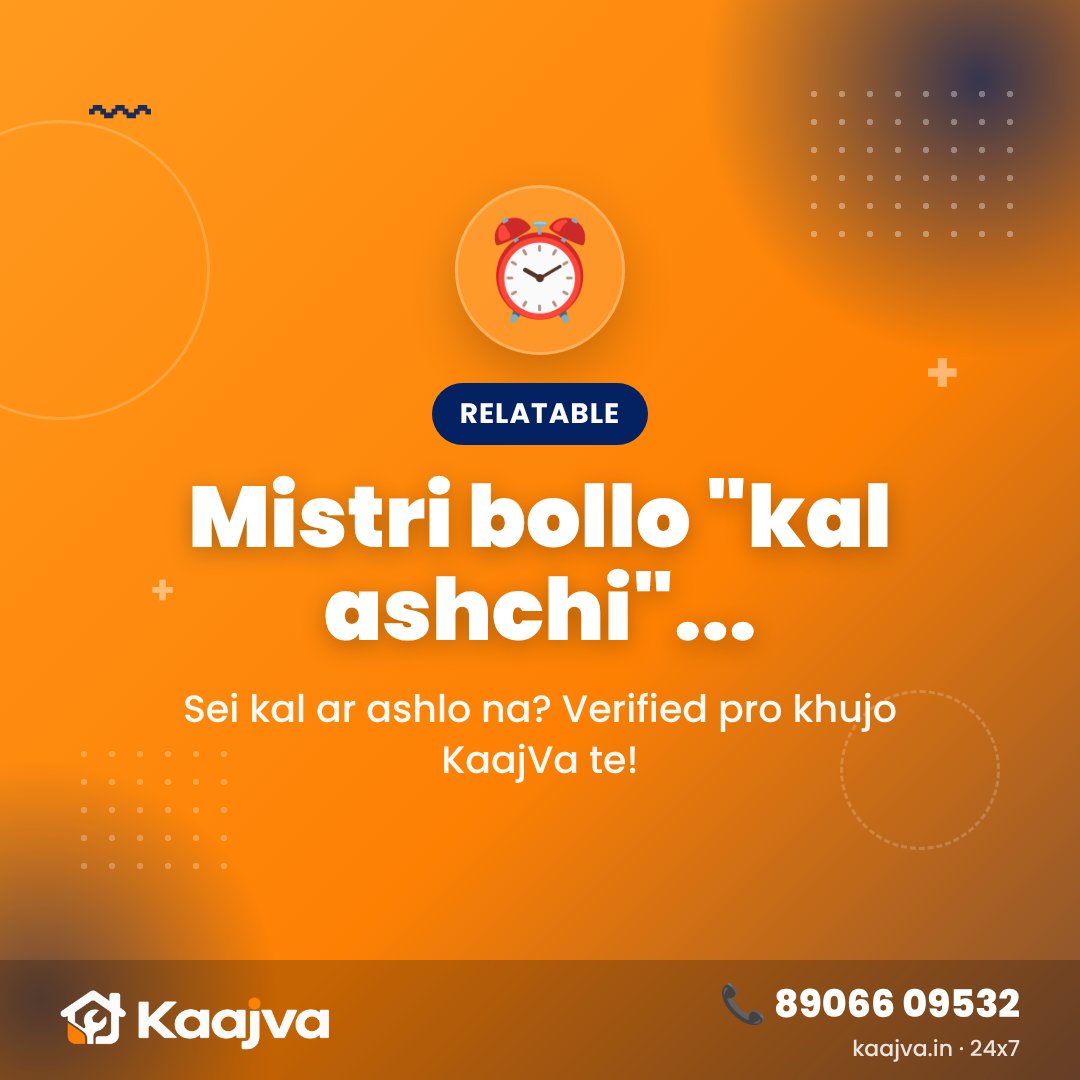 RELATABLE
Mistri bollo "kal
ashchi"...
Sei kal ar ashlo na? Verified pro khujo
KaajVa te!
Kaajva
89066 09532
kaajva.in · 24x7